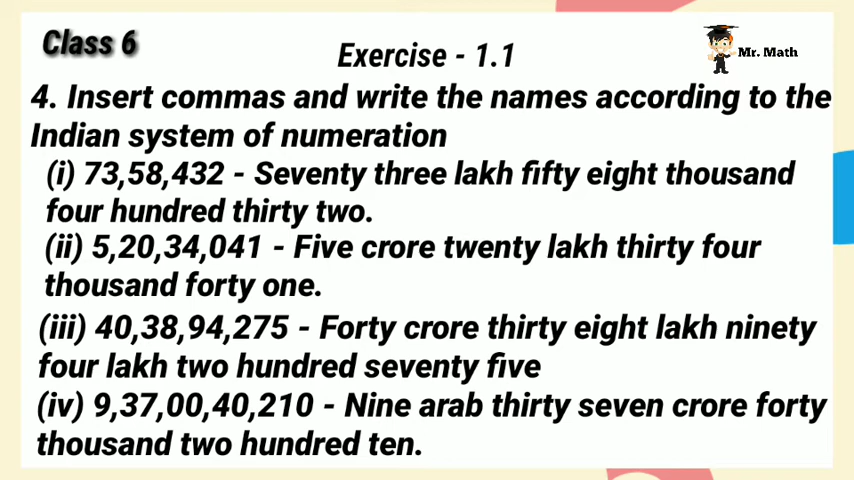 Class 6
Exercise - 1.1
Mr. Math
4. Insert commas and write the names according to the
Indian system of numeration
(i) 73,58,432 - Seventy three lakh fifty eight thousand
four hundred thirty two.
(ii) 5,20,34,041 - Five crore twenty lakh thirty four
thousand forty one.
(iii) 40,38,94,275 - Forty crore thirty eight lakh ninety
four lakh two hundred seventy five
(iv) 9,37,00,40,210 - Nine arab thirty seven crore forty
thousand two hundred ten.